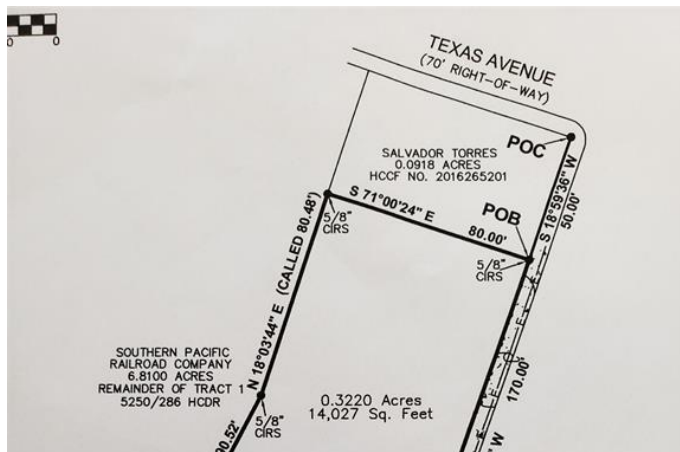 0 0
TEXAS AVENUE
(70' RIGHT-OF-WAY)
POC
SALVADOR TORRES
0.0918 ACRES
HCCF NO. 2016265201
S 18°59'36" W
50.00'
S 71°00'24" E
80.00'
POB
5/8"
CIRS
5/8"
CIRS
N 18°03'44" E (CALLED 80.48')
170.00'
SOUTHERN PACIFIC
RAILROAD COMPANY
6.8100 ACRES
REMAINDER OF TRACT 1
5250/286 HCDR
0.3220 Acres
14,027 Sq. Feet
5/8"
CIRS
90.52'
" W
E
E
E